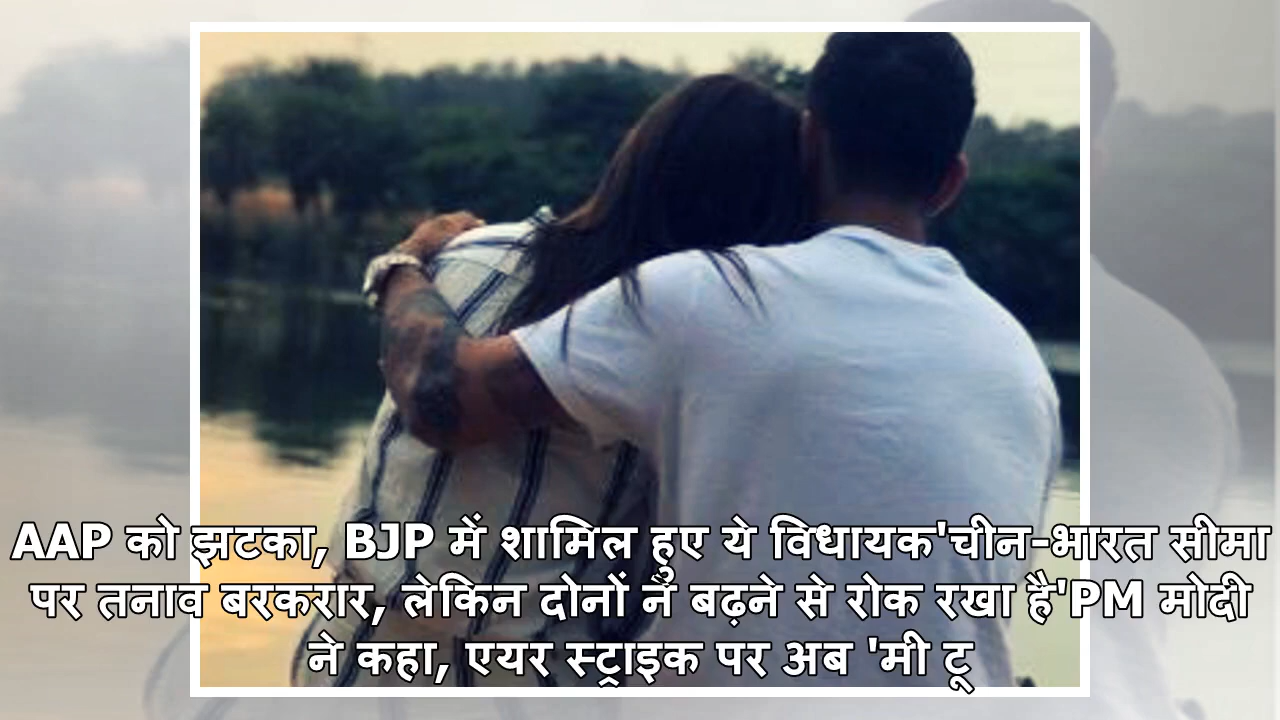 AAP को झटका, BJP में शामिल हुए ये विधायक'चीन-भारत सीमा
पर तनाव बरकरार, लेकिन दोनों ने बढ़ने से रोक रखा है'PM मोदी
ने कहा, एयर स्ट्राइक पर अब 'मी टू